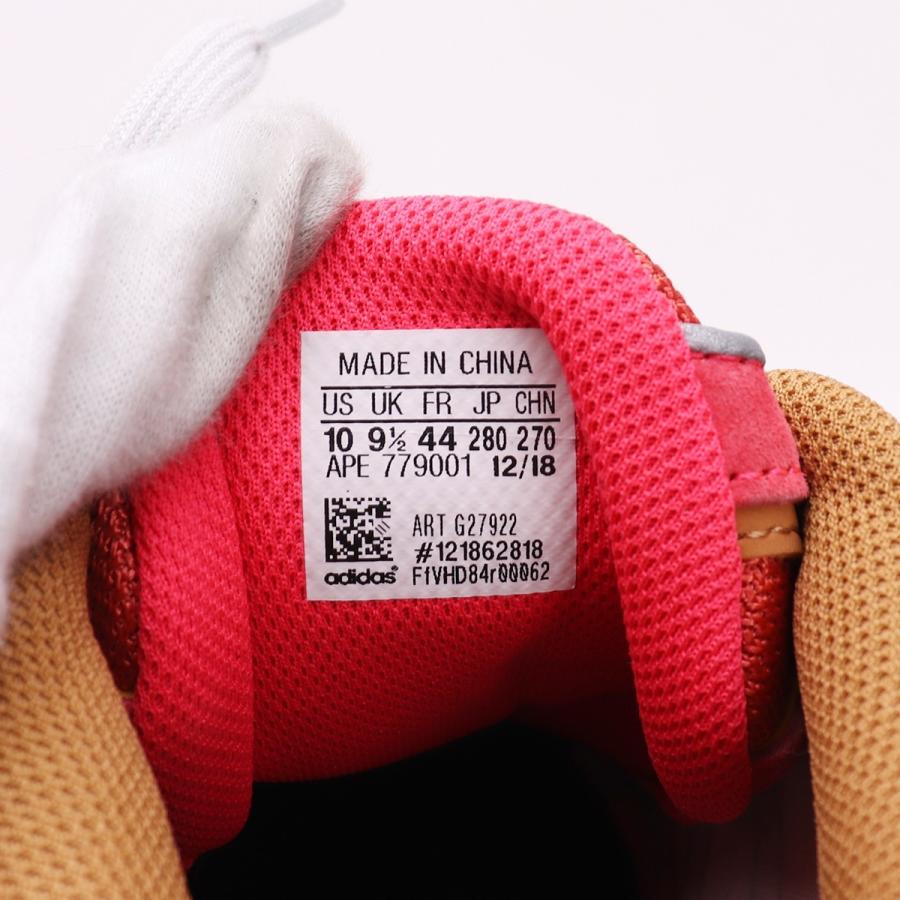 MADE IN CHINA
US UK FR JP CHN
10 9½ 44 280 270
APE 779001 12/18
ART G27922
#121862818
adidas® FfVHD84r00062